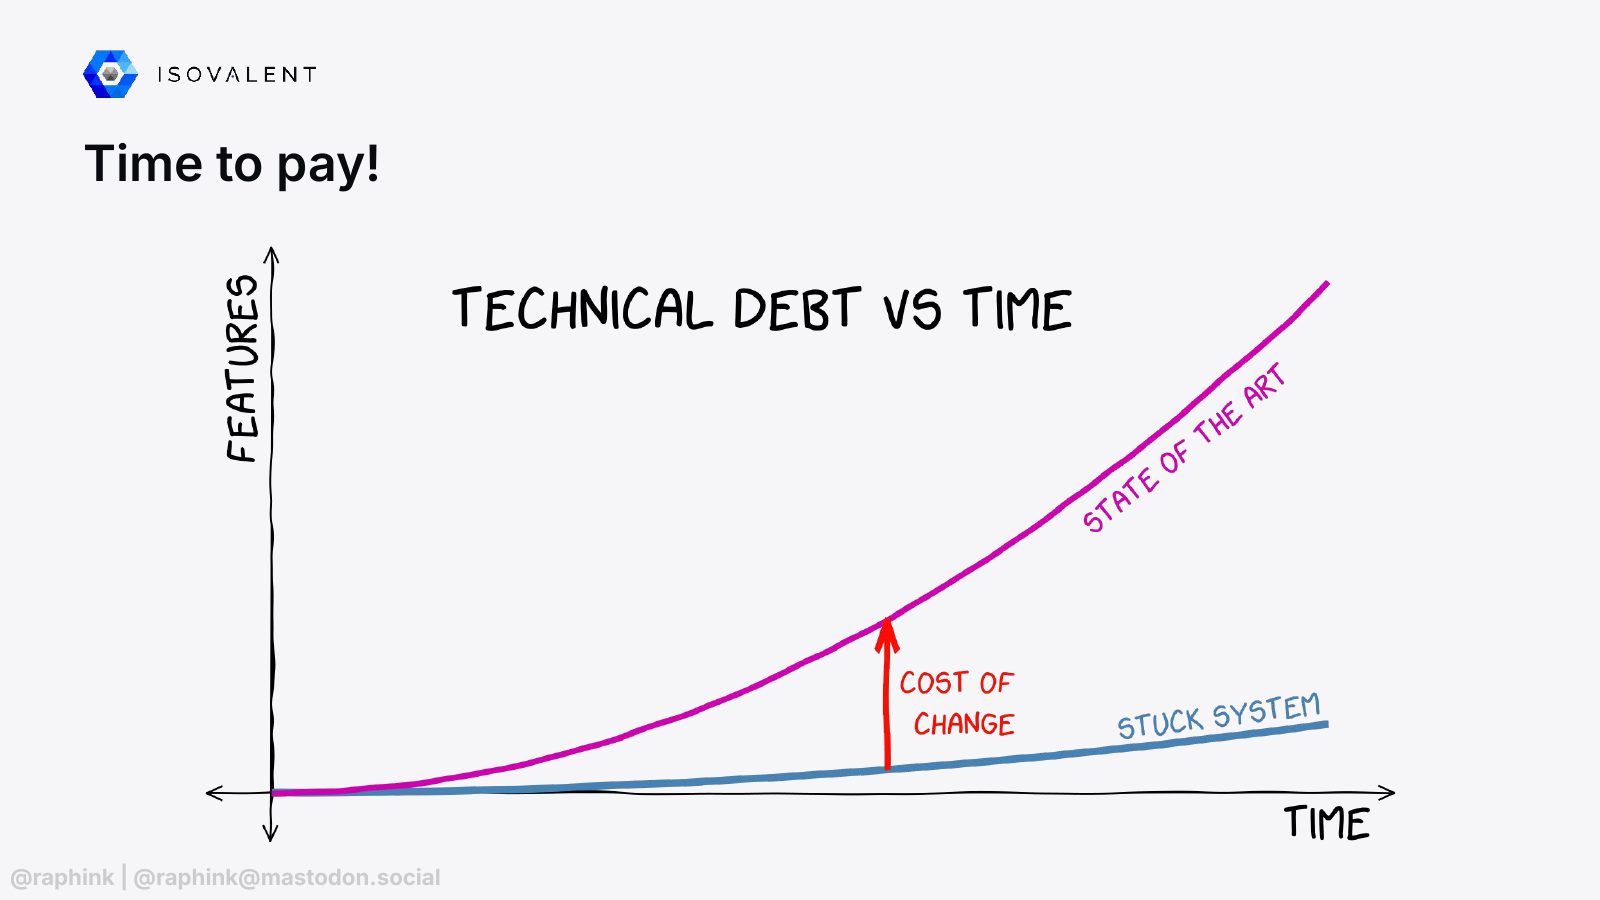 ISOVALENT
Time to pay!
TECHNICAL DEBT VS TIME
FEATURES
STATE OF THE ART
COST OF
CHANGE
STUCK SYSTEM
TIME
@raphink | @raphink@mastodon.social